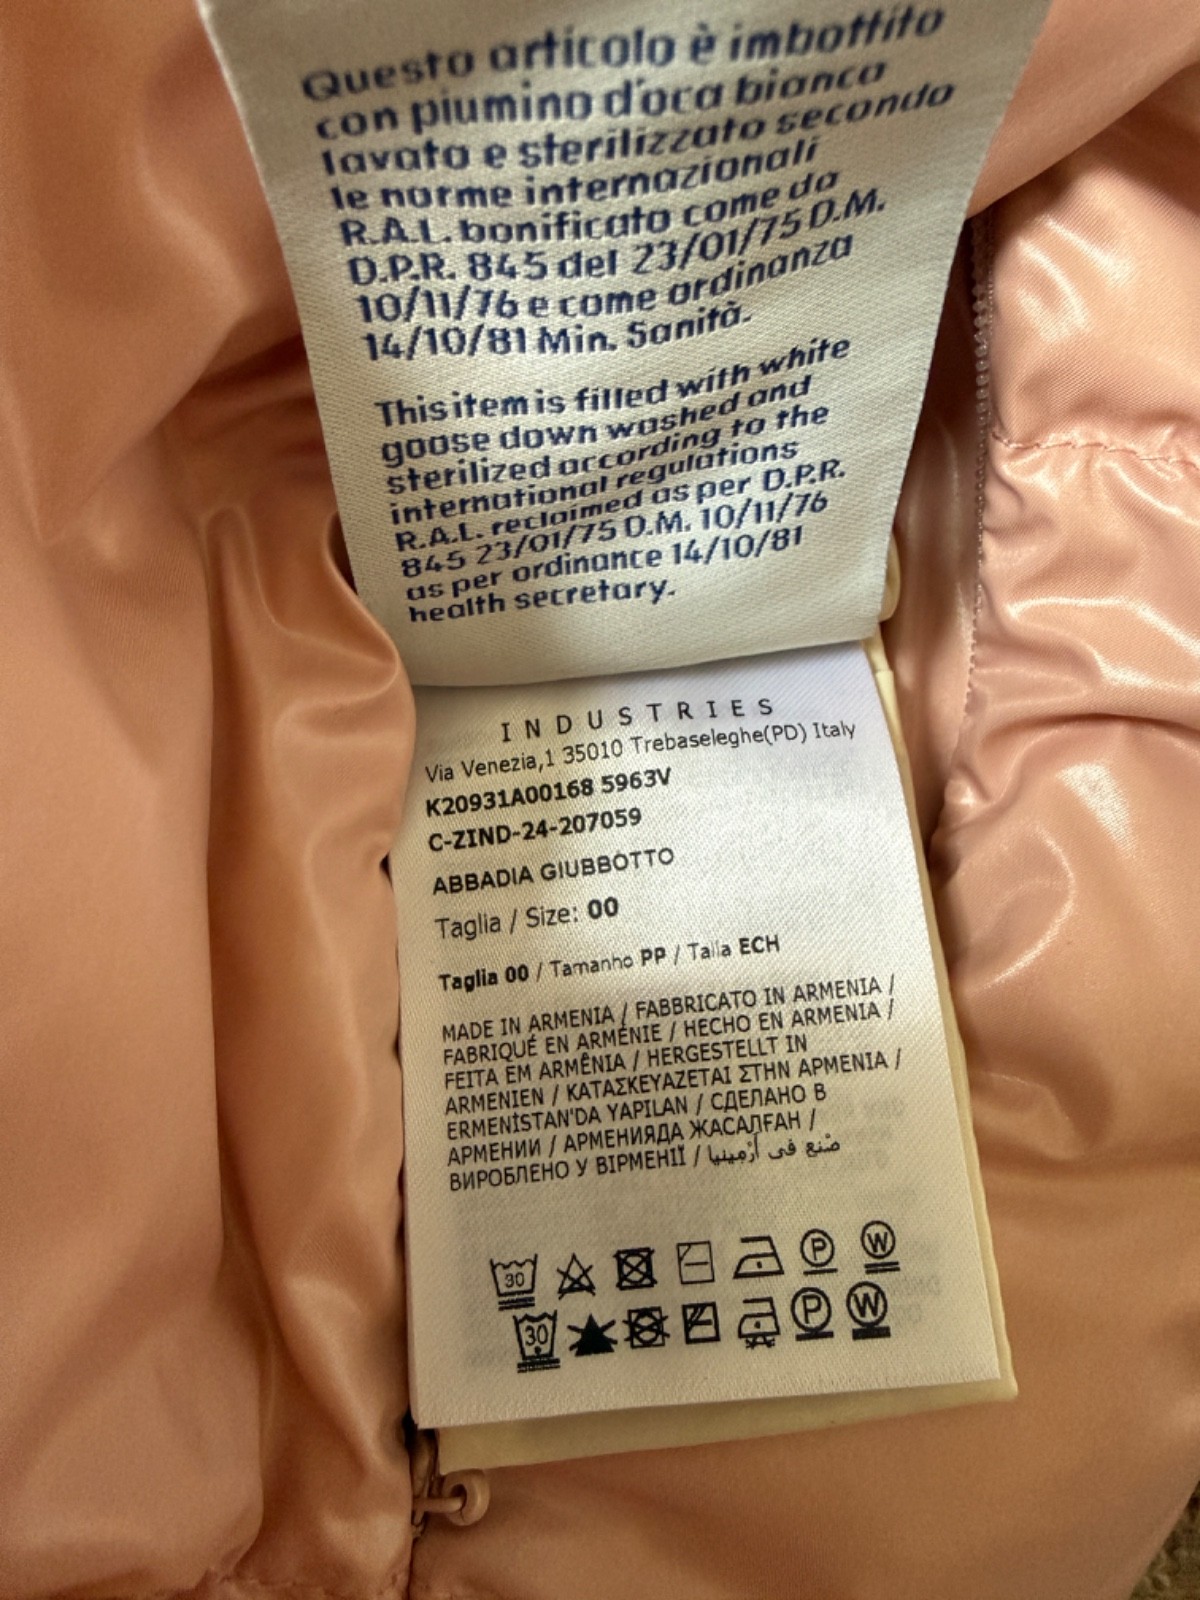 Questo articolo è imbottito
con piumino d'oca bianca
lavato e sterilizzato secondo
le norme internazionali
R.A.L. bonificato come da
D.P.R. 845 del 23/01/75 D.M.
10/11/76 e come ordinanza
14/10/81 Min. Sanità.
This item is filled with white
goose down washed and
sterilized according to the
international regulations
R.A.L. reclaimed as per D.P.R.
845 23/01/75 D.M. 10/11/76
as per ordinance 14/10/81
health secretary.
INDUSTRIES
Via Venezia,1 35010 Trebaseleghe(PD) Italy
K20931A00168 5963V
C-ZIND-24-207059
ABBADIA GIUBBOTTO
Taglia / Size: 00
Taglia 00 / Tamanho PP / Talla ECH
MADE IN ARMENIA / FABBRICATO IN ARMENIA /
FABRIQUÉ EN ARMÉNIE / HECHO EN ARMENIA /
FEITA EM ARMÊNIA / HERGESTELLT IN
ARMENIEN / ΚΑΤΑΣΚΕΥΑΖΕΤΑΙ ΣΤΗΝ ΑΡΜΕΝΙΑ /
ERMENİSTAN'DA YAPILAN / СДЕЛАНО В
АРМЕНИИ / АРМЕНИЯДА ЖАСАЛҒАН /
ВИРОБЛЕНО У ВІРМЕНІЇ / صُنع فى أرْمينيا
30 P W
30 P W